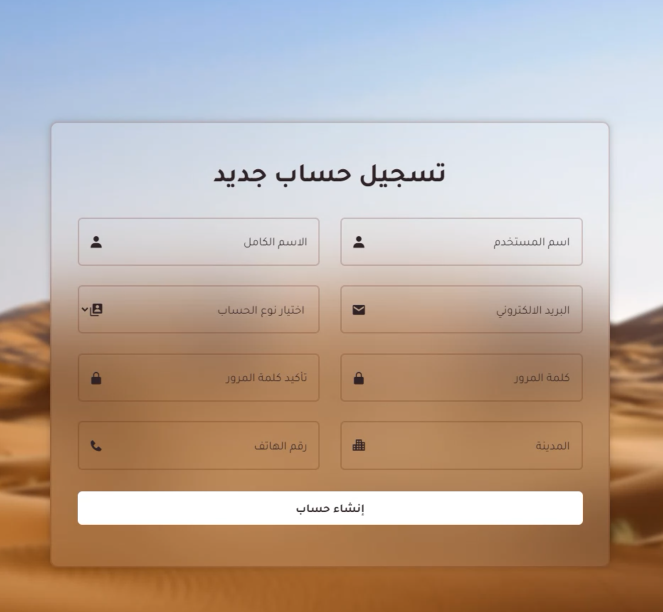 تسجيل حساب جديد
اسم المستخدم
الاسم الكامل
البريد الالكتروني
اختيار نوع الحساب
كلمة المرور
تأكيد كلمة المرور
المدينة
رقم الهاتف
إنشاء حساب